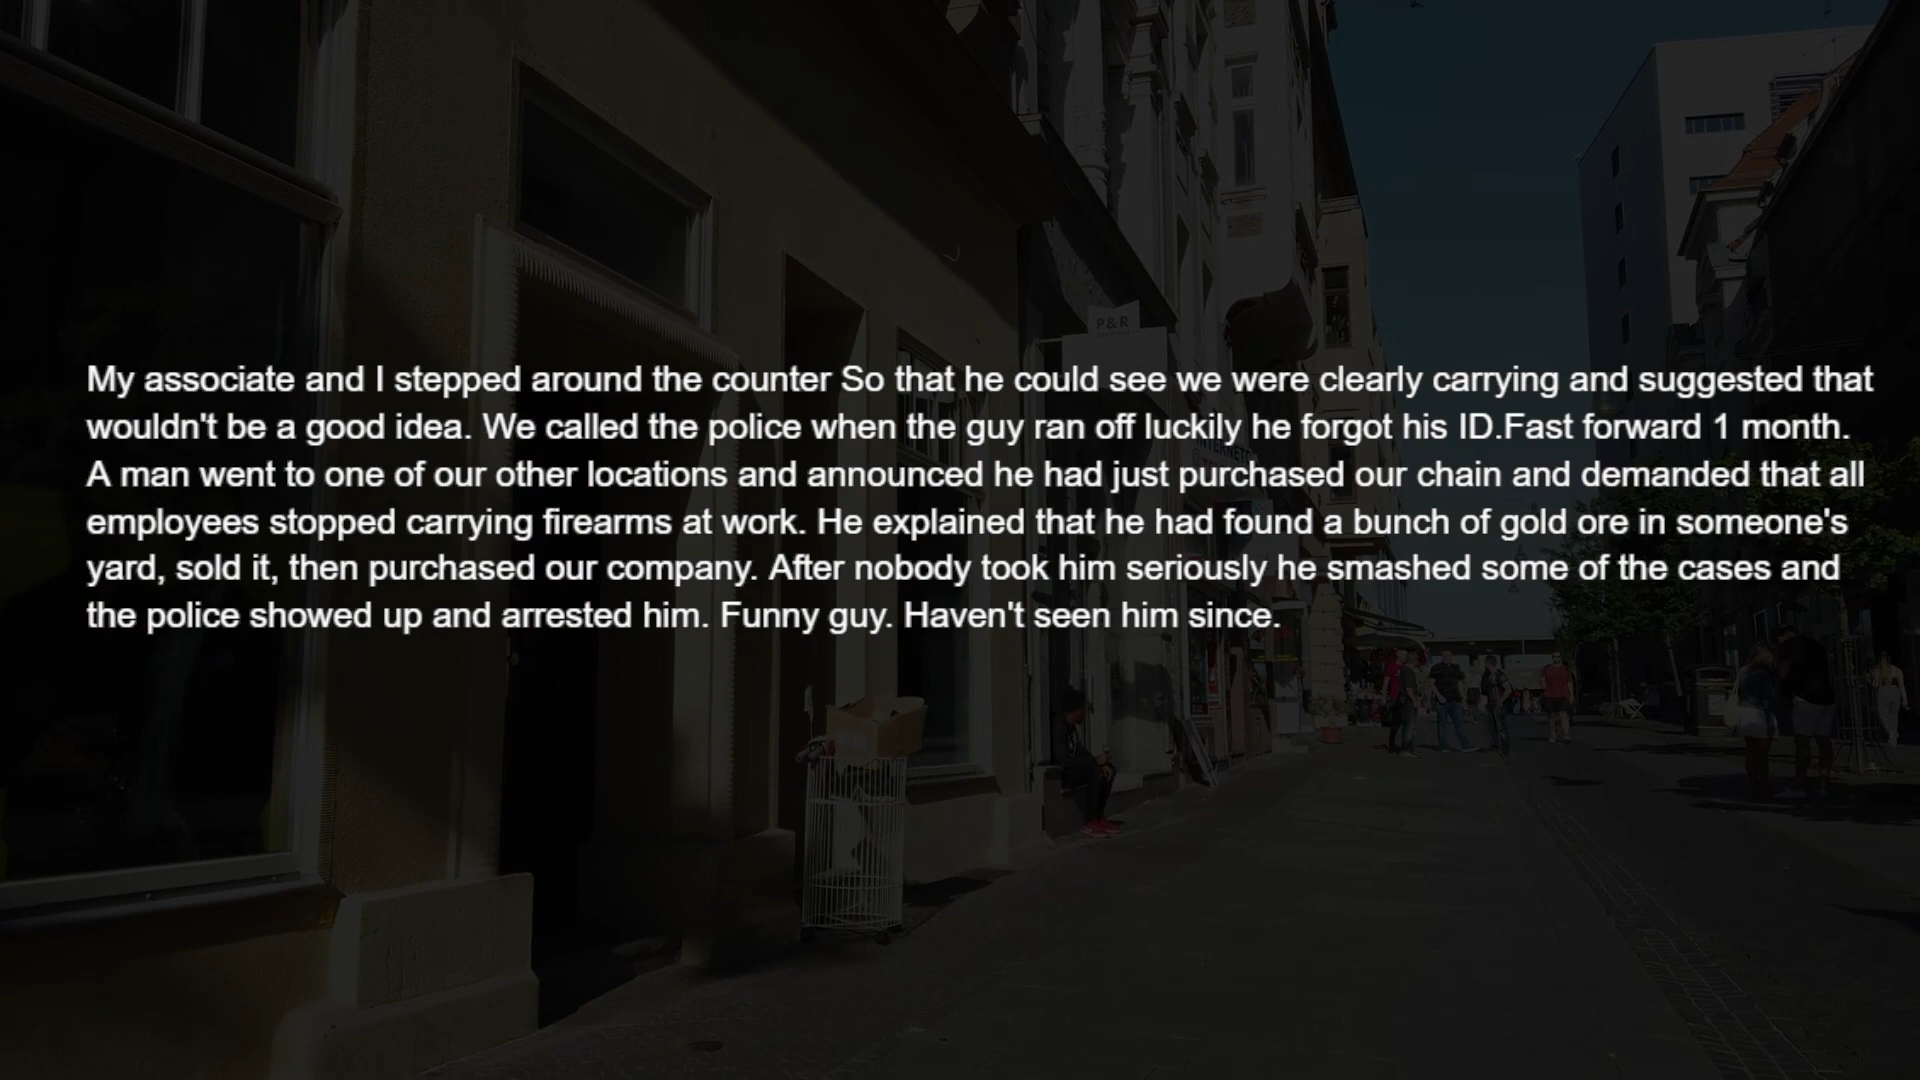 P&R
My associate and I stepped around the counter So that he could see we were clearly carrying and suggested that
wouldn't be a good idea. We called the police when the guy ran off luckily he forgot his ID.Fast forward 1 month.
A man went to one of our other locations and announced he had just purchased our chain and demanded that all
employees stopped carrying firearms at work. He explained that he had found a bunch of gold ore in someone's
yard, sold it, then purchased our company. After nobody took him seriously he smashed some of the cases and
the police showed up and arrested him. Funny guy. Haven't seen him since.